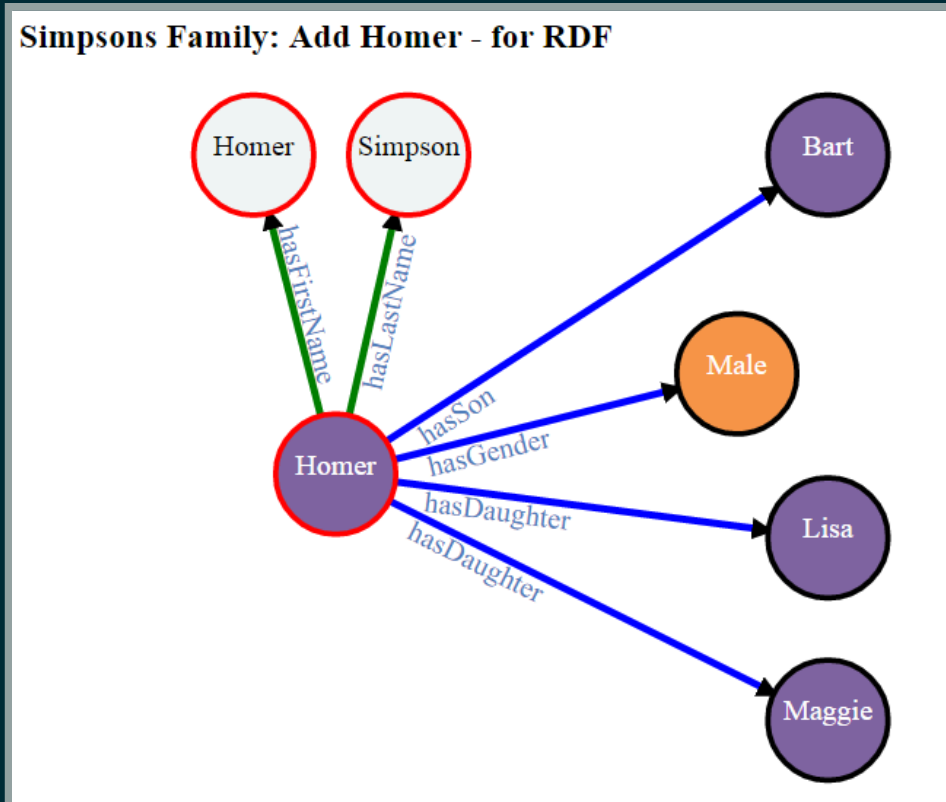 Simpsons Family: Add Homer - for RDF
Homer
Simpson
Bart
hasFirstName
hasLastName
Male
hasSon
hasGender
Homer
hasDaughter
Lisa
hasDaughter
Maggie